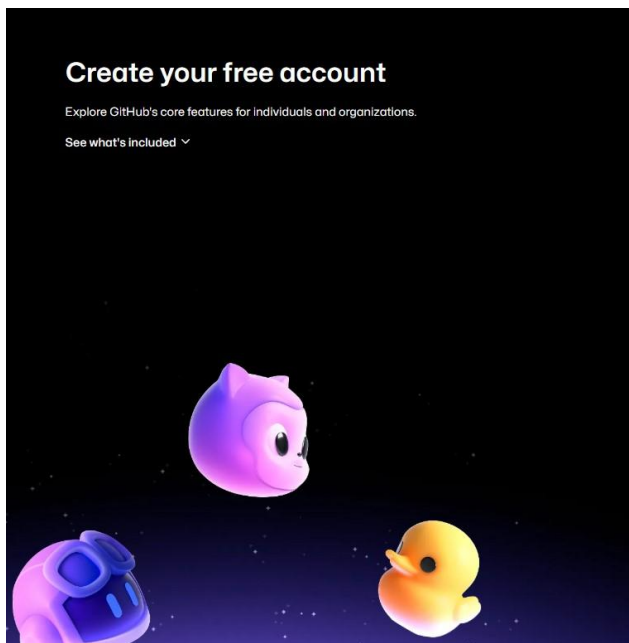 Create your free account
Explore GitHub's core features for individuals and organizations.
See what's included